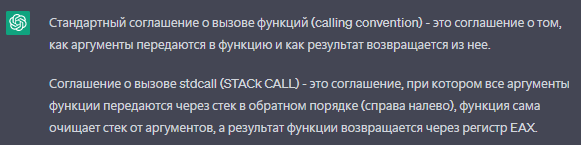 Стандартный соглашение о вызове функций (calling convention) - это соглашение о том,
как аргументы передаются в функцию и как результат возвращается из нее.
Соглашение о вызове stdcall (STACk CALL) - это соглашение, при котором все аргументы
функции передаются через стек в обратном порядке (справа налево), функция сама
очищает стек от аргументов, а результат функции возвращается через регистр EAX.